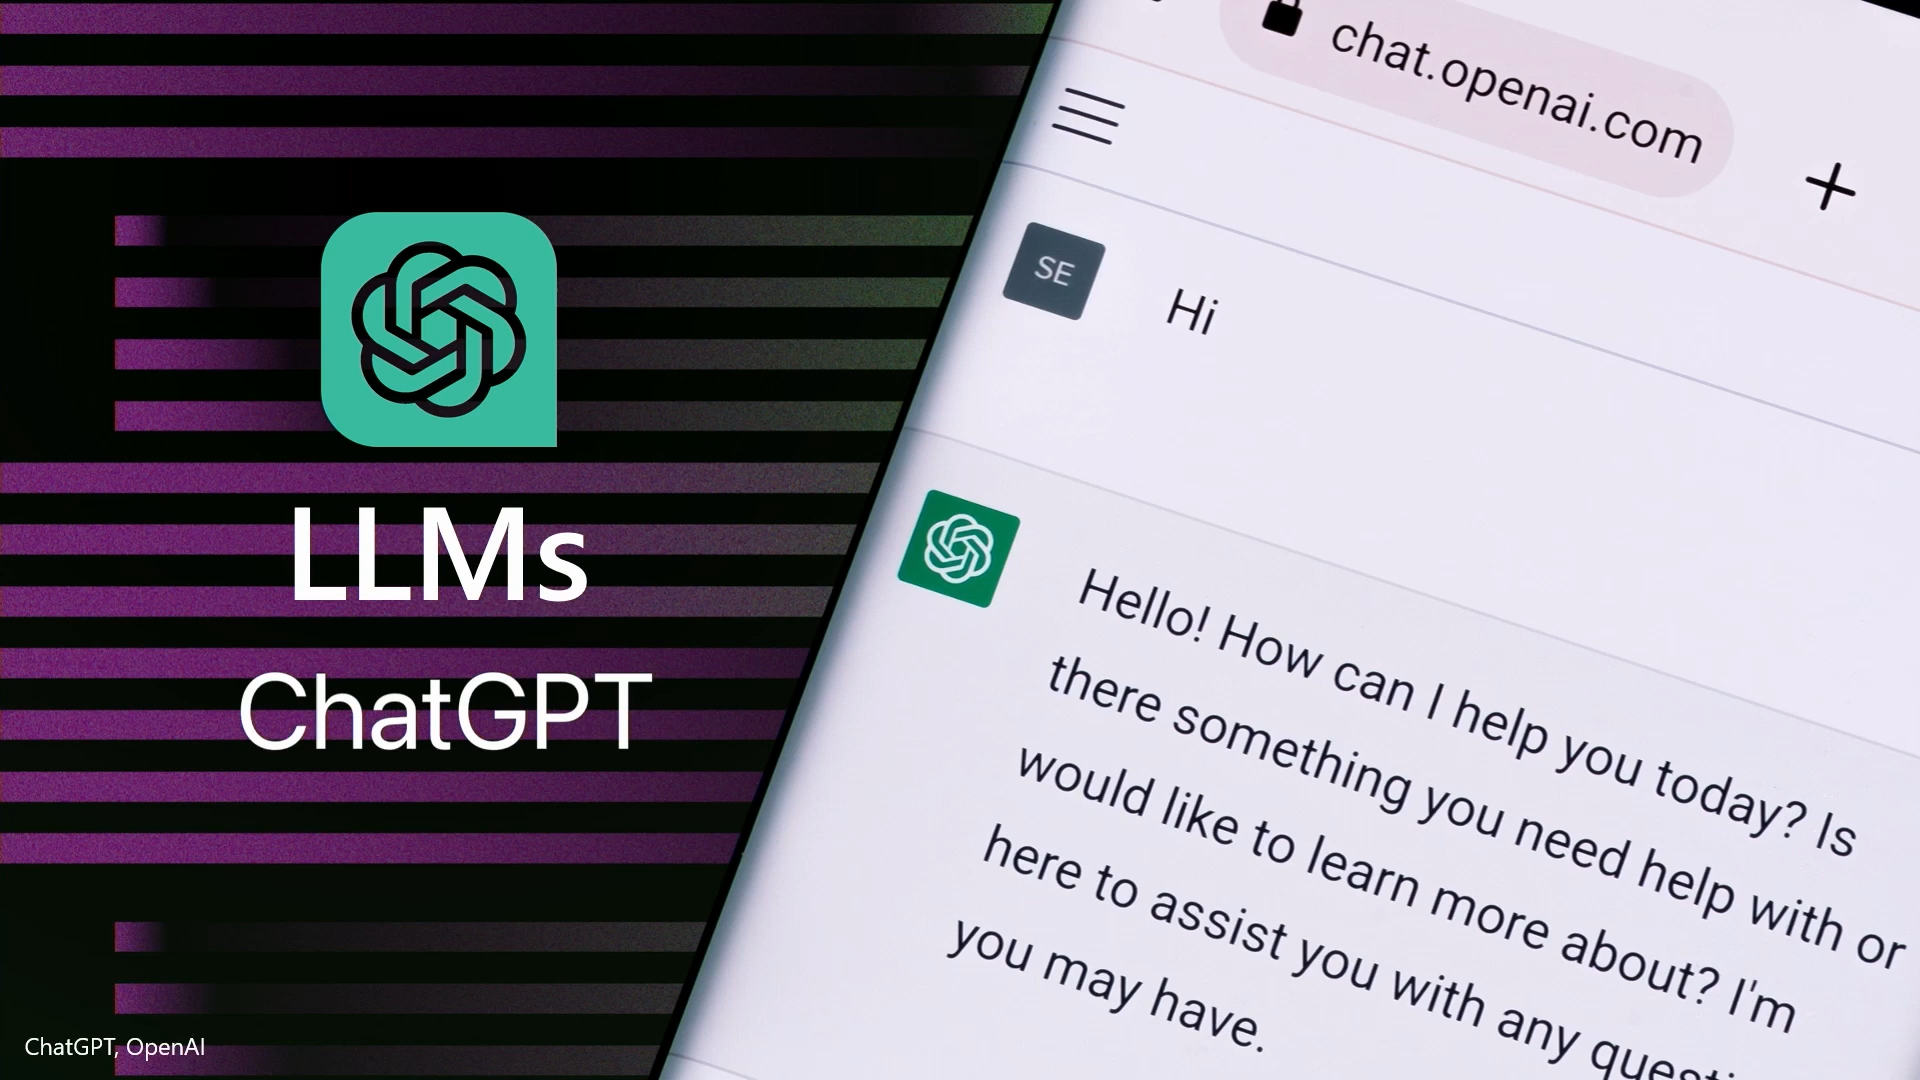 LLMs
ChatGPT
ChatGPT, OpenAI
chat.openai.com
SE
Hi
Hello! How can I help you today? Is
there something you need help with or
would like to learn more about? I'm
here to assist you with any
you may have.